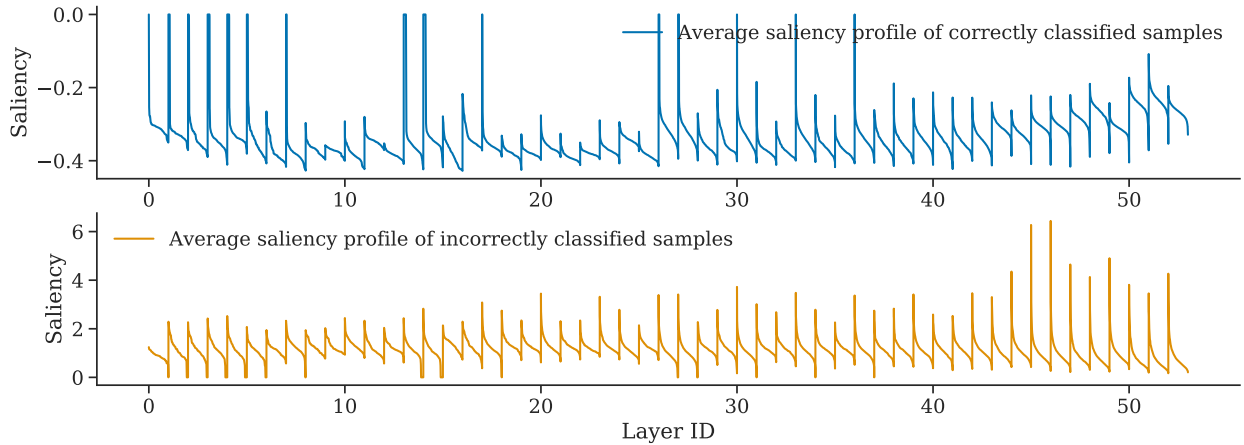 Saliency
0.0
−0.2
−0.4
Average saliency profile of correctly classified samples
0 10 20 30 40 50
Saliency
6
4
2
0
Average saliency profile of incorrectly classified samples
0 10 20 30 40 50
Layer ID